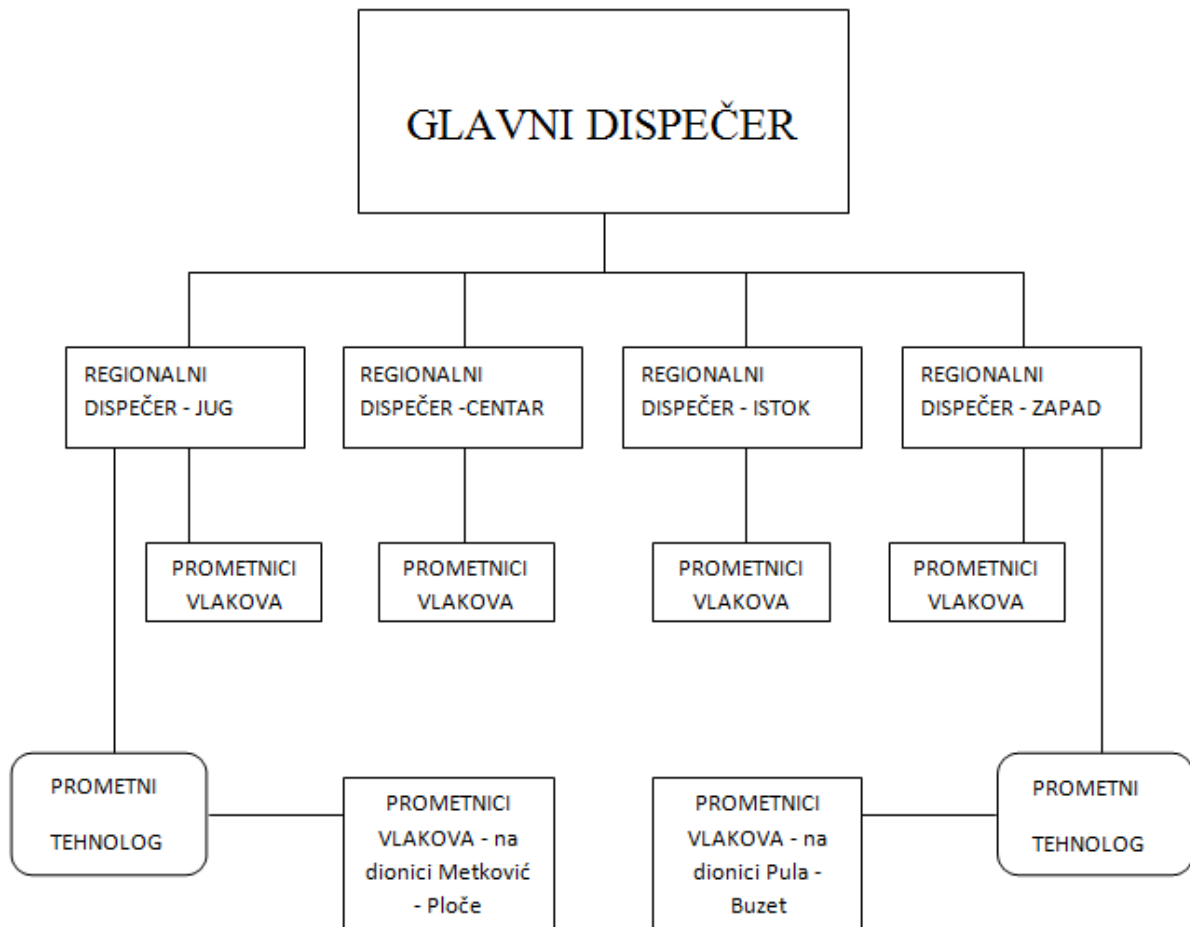 GLAVNI DISPEČER
REGIONALNI
DISPEČER - JUG
REGIONALNI
DISPEČER -CENTAR
REGIONALNI
DISPEČER - ISTOK
REGIONALNI
DISPEČER - ZAPAD
PROMETNICI
VLAKOVA
PROMETNICI
VLAKOVA
PROMETNICI
VLAKOVA
PROMETNICI
VLAKOVA
PROMETNI
TEHNOLOG
PROMETNICI
VLAKOVA - na
dionici Metković
- Ploče
PROMETNICI
VLAKOVA - na
dionici Pula -
Buzet
PROMETNI
TEHNOLOG